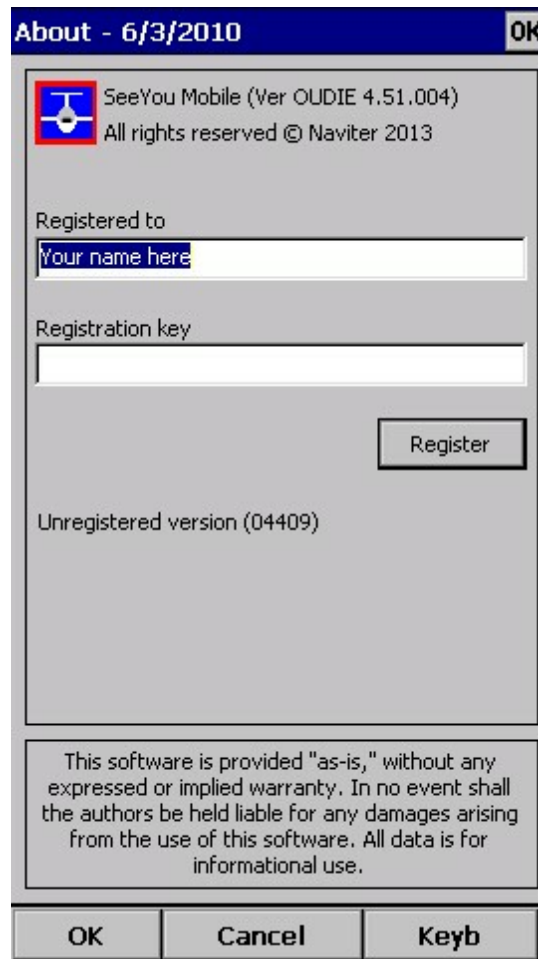 About - 6/3/2010 OK
SeeYou Mobile (Ver OUDIE 4.51.004)
All rights reserved © Naviter 2013
Registered to
Your name here
Registration key
Register
Unregistered version (04409)
This software is provided "as-is," without any
expressed or implied warranty. In no event shall
the authors be held liable for any damages arising
from the use of this software. All data is for
informational use.
OK Cancel Keyb